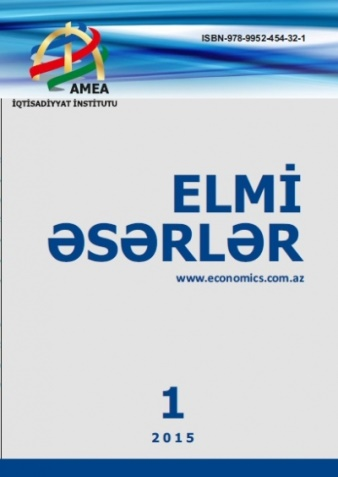 ISBN-978-9952-454-32-1
AMEA
İQTİSADİYYAT İNSTİTUTU
ELMİ
ƏSƏRLƏR
www.economics.com.az
1
2015